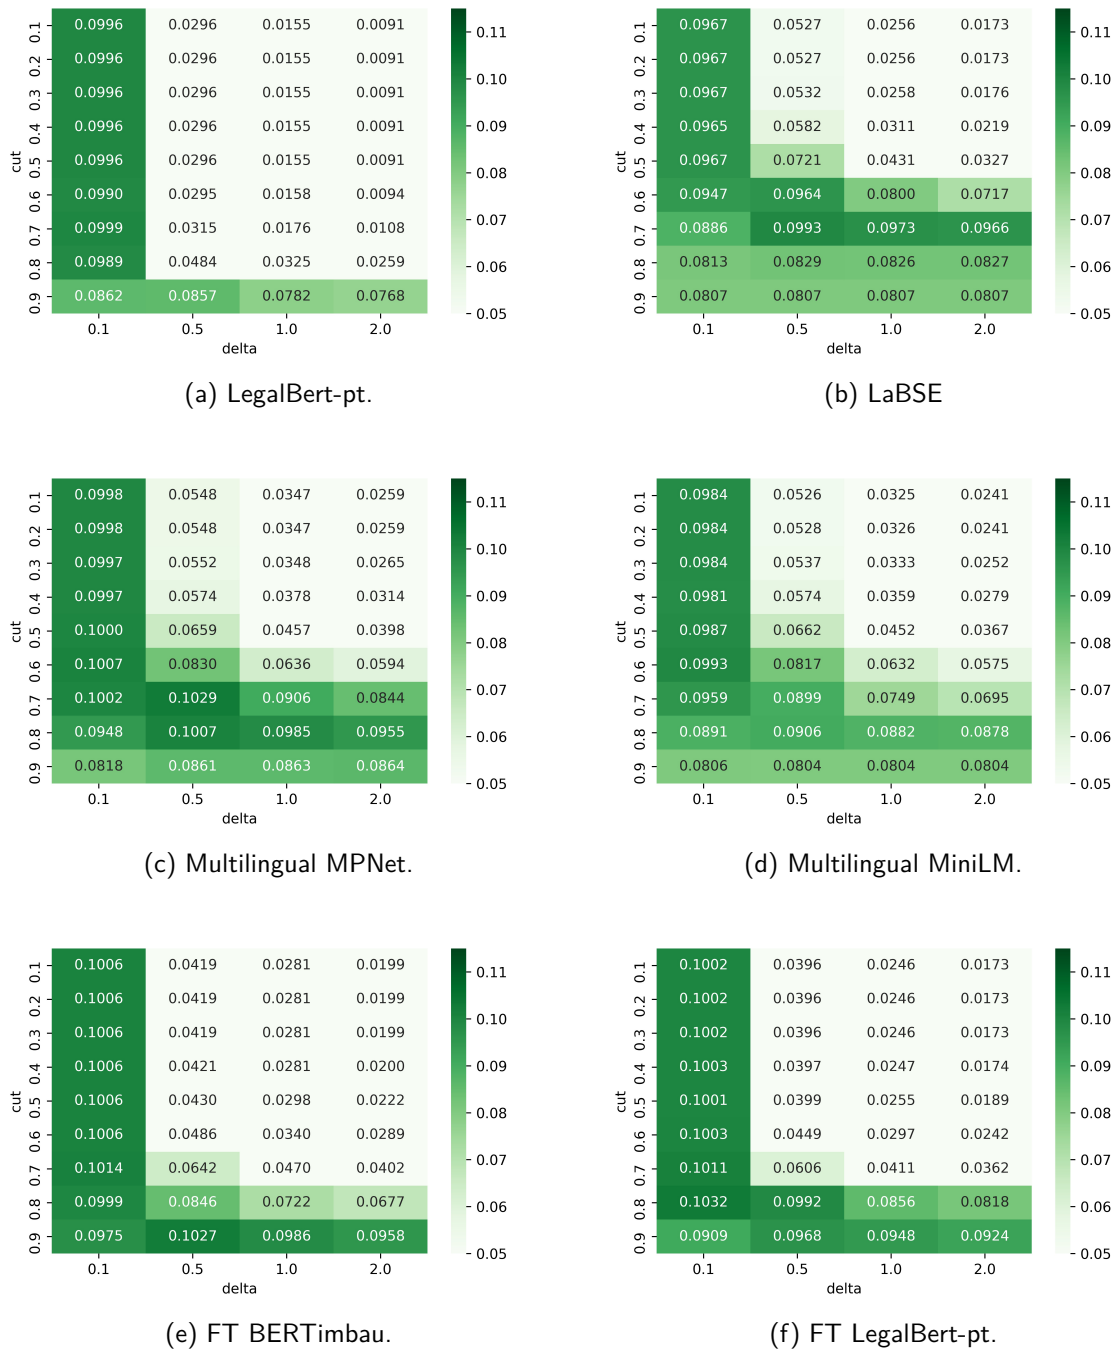 0.1 0.0996 0.0296 0.0155 0.0091 0.11
0.2 0.0996 0.0296 0.0155 0.0091 0.10
0.3 0.0996 0.0296 0.0155 0.0091
0.4 0.0996 0.0296 0.0155 0.0091 0.09
cut 0.5 0.0996 0.0296 0.0155 0.0091 0.08
0.6 0.0990 0.0295 0.0158 0.0094
0.7 0.0999 0.0315 0.0176 0.0108 0.07
0.8 0.0989 0.0484 0.0325 0.0259 0.06
0.9 0.0862 0.0857 0.0782 0.0768 0.05
0.1 0.5 1.0 2.0
delta
(a) LegalBert-pt.
0.1 0.0967 0.0527 0.0256 0.0173 0.11
0.2 0.0967 0.0527 0.0256 0.0173 0.10
0.3 0.0967 0.0532 0.0258 0.0176
0.4 0.0965 0.0582 0.0311 0.0219 0.09
cut 0.5 0.0967 0.0721 0.0431 0.0327 0.08
0.6 0.0947 0.0964 0.0800 0.0717
0.7 0.0886 0.0993 0.0973 0.0966 0.07
0.8 0.0813 0.0829 0.0826 0.0827 0.06
0.9 0.0807 0.0807 0.0807 0.0807 0.05
0.1 0.5 1.0 2.0
delta
(b) LaBSE
0.1 0.0998 0.0548 0.0347 0.0259 0.11
0.2 0.0998 0.0548 0.0347 0.0259 0.10
0.3 0.0997 0.0552 0.0348 0.0265
0.4 0.0997 0.0574 0.0378 0.0314 0.09
cut 0.5 0.1000 0.0659 0.0457 0.0398 0.08
0.6 0.1007 0.0830 0.0636 0.0594
0.7 0.1002 0.1029 0.0906 0.0844 0.07
0.8 0.0948 0.1007 0.0985 0.0955 0.06
0.9 0.0818 0.0861 0.0863 0.0864 0.05
0.1 0.5 1.0 2.0
delta
(c) Multilingual MPNet.
0.1 0.0984 0.0526 0.0325 0.0241 0.11
0.2 0.0984 0.0528 0.0326 0.0241 0.10
0.3 0.0984 0.0537 0.0333 0.0252
0.4 0.0981 0.0574 0.0359 0.0279 0.09
cut 0.5 0.0987 0.0662 0.0452 0.0367 0.08
0.6 0.0993 0.0817 0.0632 0.0575
0.7 0.0959 0.0899 0.0749 0.0695 0.07
0.8 0.0891 0.0906 0.0882 0.0878 0.06
0.9 0.0806 0.0804 0.0804 0.0804 0.05
0.1 0.5 1.0 2.0
delta
(d) Multilingual MiniLM.
0.1 0.1006 0.0419 0.0281 0.0199 0.11
0.2 0.1006 0.0419 0.0281 0.0199 0.10
0.3 0.1006 0.0419 0.0281 0.0199
0.4 0.1006 0.0421 0.0281 0.0200 0.09
cut 0.5 0.1006 0.0430 0.0298 0.0222 0.08
0.6 0.1006 0.0486 0.0340 0.0289
0.7 0.1014 0.0642 0.0470 0.0402 0.07
0.8 0.0999 0.0846 0.0722 0.0677 0.06
0.9 0.0975 0.1027 0.0986 0.0958 0.05
0.1 0.5 1.0 2.0
delta
(e) FT BERTimbau.
0.1 0.1002 0.0396 0.0246 0.0173 0.11
0.2 0.1002 0.0396 0.0246 0.0173 0.10
0.3 0.1002 0.0396 0.0246 0.0173
0.4 0.1003 0.0397 0.0247 0.0174 0.09
cut 0.5 0.1001 0.0399 0.0255 0.0189 0.08
0.6 0.1003 0.0449 0.0297 0.0242
0.7 0.1011 0.0606 0.0411 0.0362 0.07
0.8 0.1032 0.0992 0.0856 0.0818 0.06
0.9 0.0909 0.0968 0.0948 0.0924 0.05
0.1 0.5 1.0 2.0
delta
(f) FT LegalBert-pt.